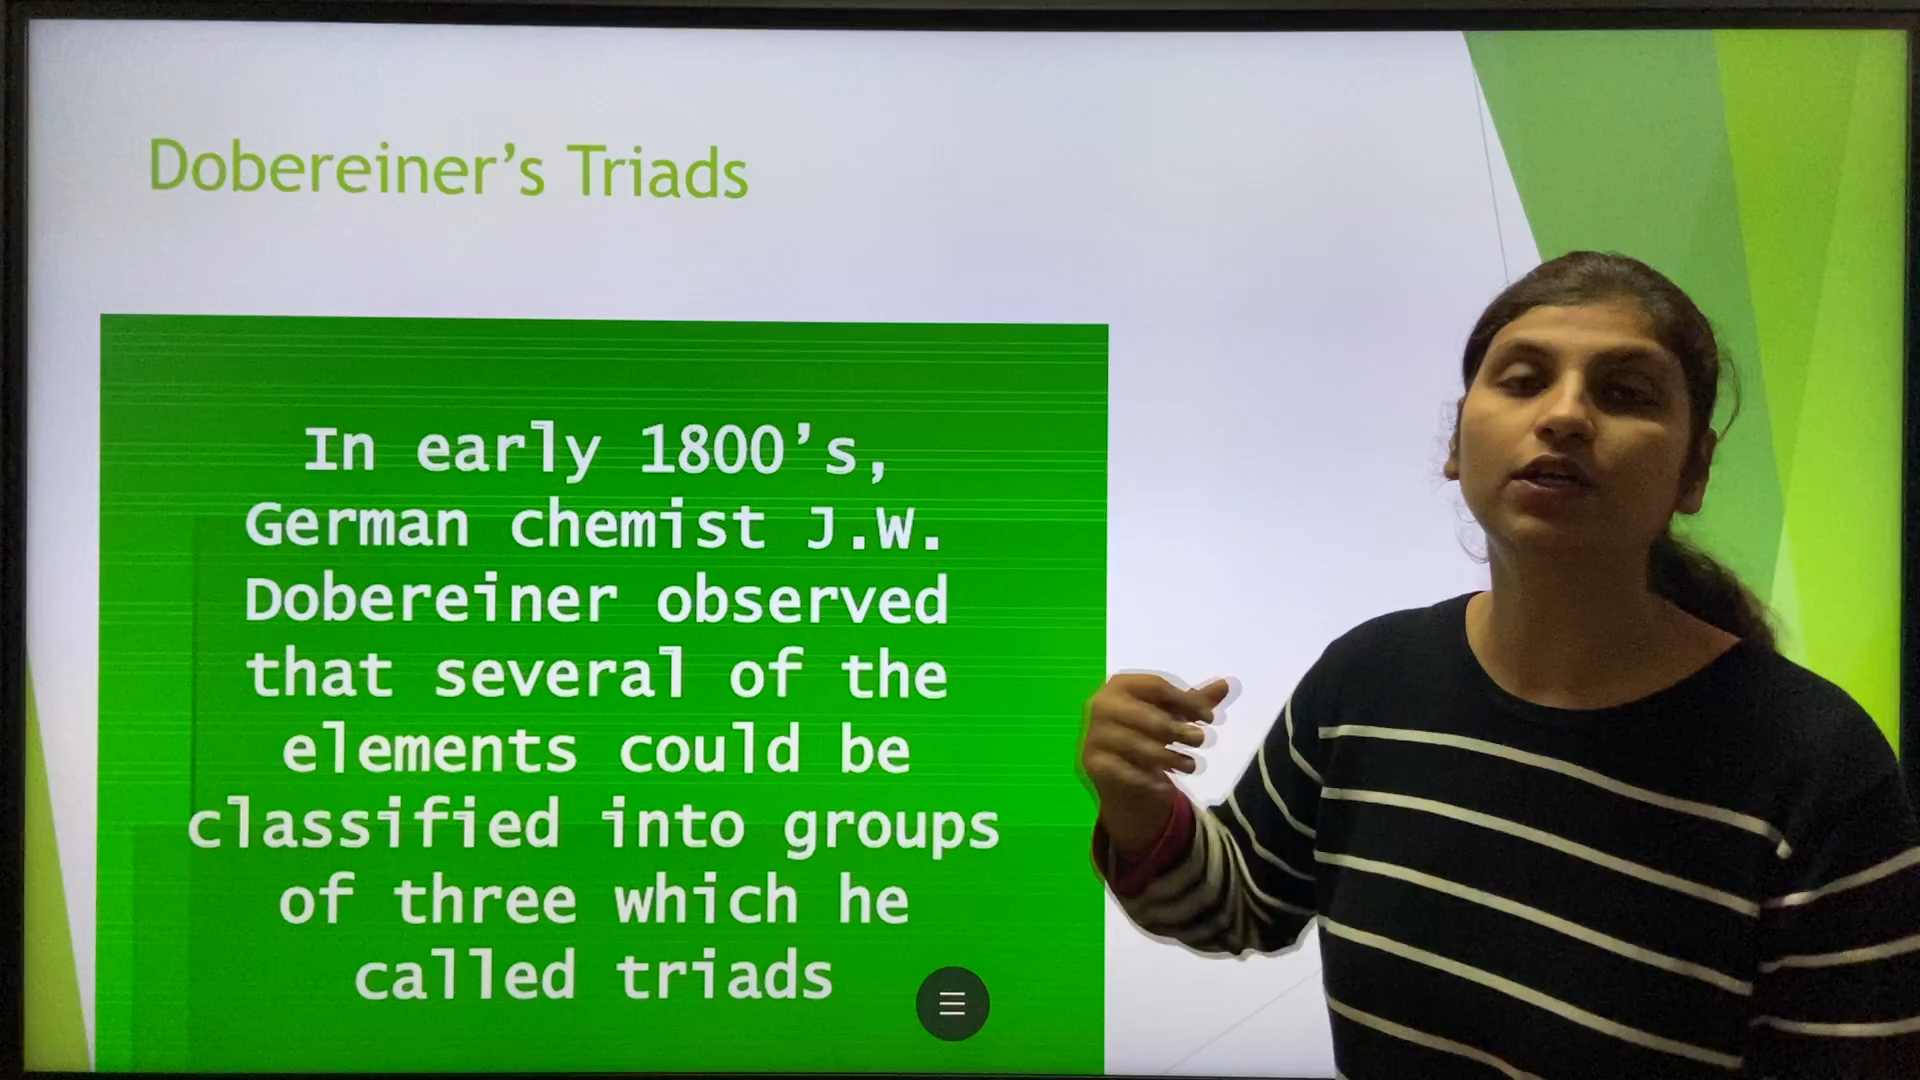 Dobereiner’s Triads
In early 1800’s,
German chemist J.W.
Dobereiner observed
that several of the
elements could be
classified into groups
of three which he
called triads